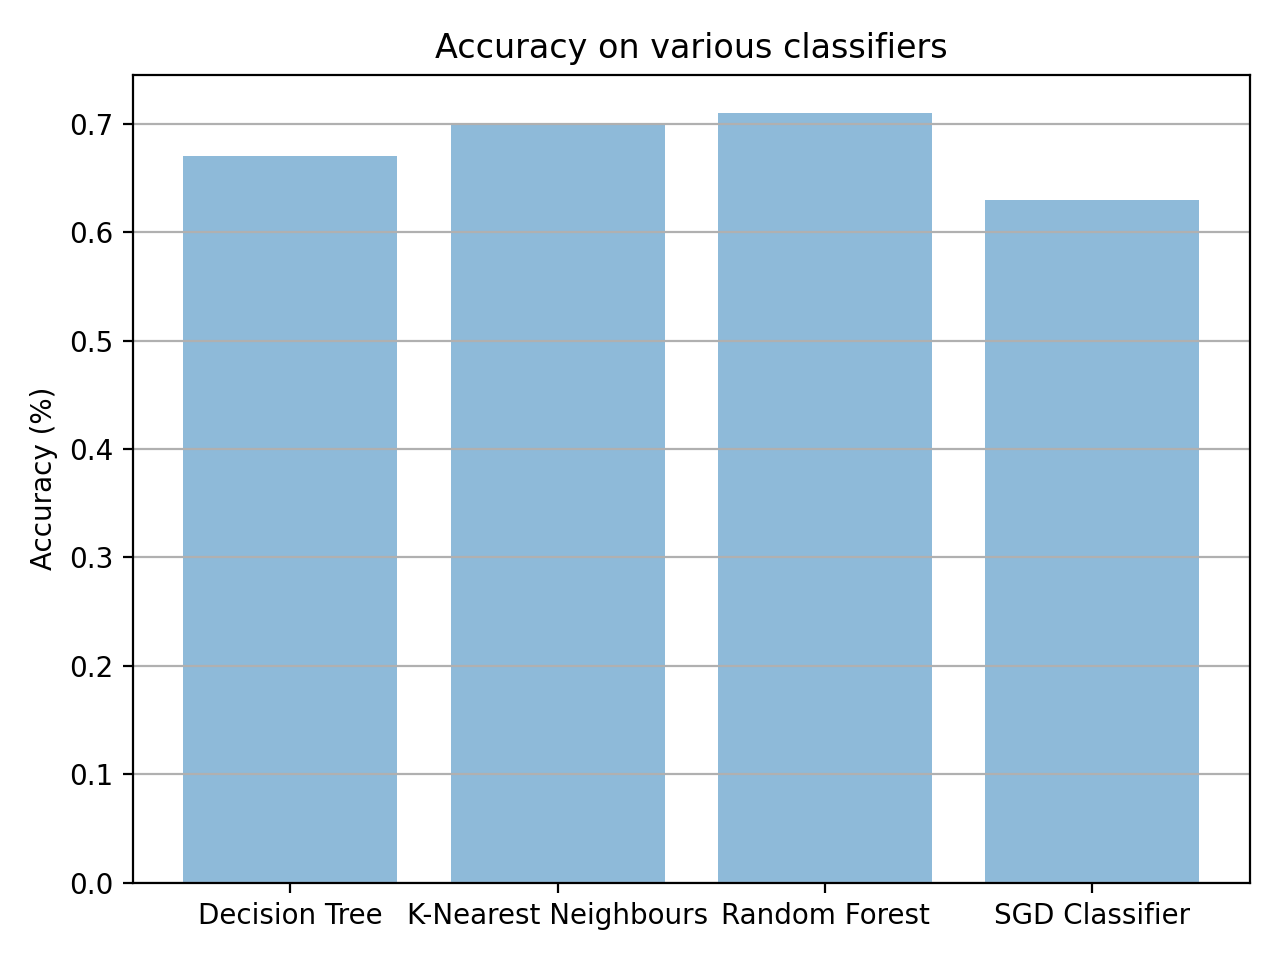 Accuracy on various classifiers
Accuracy (%)
0.7
0.6
0.5
0.4
0.3
0.2
0.1
0.0
Decision Tree K-Nearest Neighbours Random Forest SGD Classifier